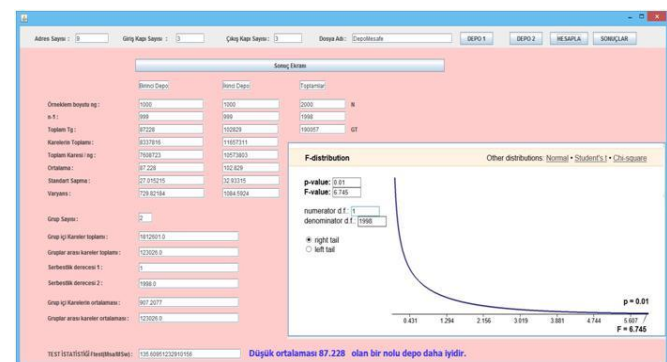 Adres Sayısı : 8 Giriş Kapı Sayısı : 3 Çıkış Kapı Sayısı : 3 Dosya Adı : DepoMesafe DEPO 1 DEPO 2 HESAPLA SONUÇLAR
Sonuç Ekranı
Birinci Depo İkinci Depo Toplamlar
Örneklem boyutu ng : 1000 1000 2000 N
n-1 : 999 999 1998
Toplam Tg : 87228 102829 190057 GT
Karelerin Toplamı : 8337816 11657311
Toplam Karesi / ng : 7608723 10573803
Ortalama : 87.228 102.829
Standart Sapma : 27.015215 32.93315
Varyans : 729.82184 1084.5924
Grup Sayısı : 2
Grup içi Kareler toplamı : 1812601.0
Gruplar arası kareler toplamı : 123026.0
Serbestlik derecesi 1 : 1
Serbestlik derecesi 2 : 1998.0
Grup içi Karelerin ortalaması : 907.2077
Gruplar arası kareler ortalaması : 123026.0
TEST İSTATİSTİĞİ Ftest(Msa/MSw) : 135.60951232910156
Düşük ortalaması 87.228 olan bir nolu depo daha iyidir.
F-distribution Other distributions: Normal • Student's t • Chi-square
p-value: 0.01
F-value: 6.745
numerator d.f.: 1
denominator d.f.: 1998
right tail
left tail
p = 0.01
0.431 1.294 2.156 3.019 3.881 4.744 5.607
F = 6.745